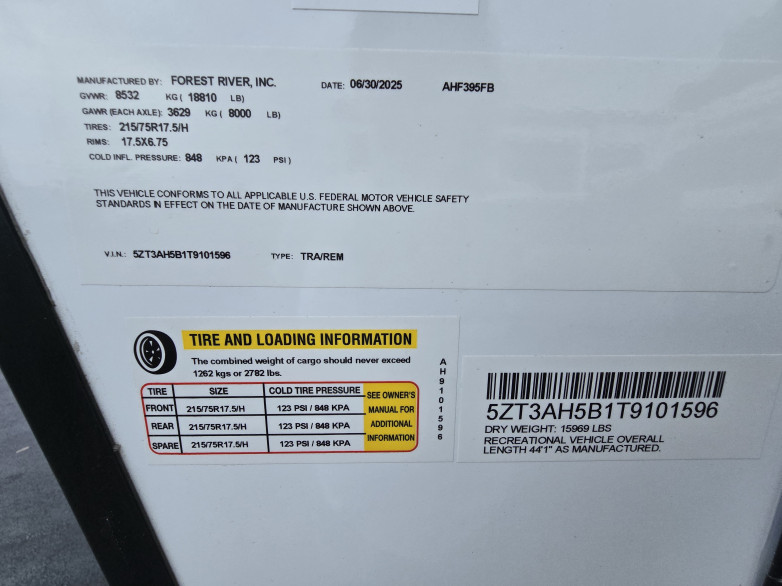 MANUFACTURED BY: FOREST RIVER, INC. DATE: 06/30/2025 AHF395FB
GVWR: 8532 KG ( 18810 LB)
GAWR (EACH AXLE): 3629 KG ( 8000 LB)
TIRES: 215/75R17.5/H
RIMS: 17.5X6.75
COLD INFL. PRESSURE: 848 KPA ( 123 PSI)
THIS VEHICLE CONFORMS TO ALL APPLICABLE U.S. FEDERAL MOTOR VEHICLE SAFETY
STANDARDS IN EFFECT ON THE DATE OF MANUFACTURE SHOWN ABOVE.
V.I.N.: 5ZT3AH5B1T9101596 TYPE: TRA/REM
TIRE AND LOADING INFORMATION
The combined weight of cargo should never exceed
1262 kgs or 2782 lbs.
TIRE SIZE COLD TIRE PRESSURE
FRONT 215/75R17.5/H 123 PSI / 848 KPA
REAR 215/75R17.5/H 123 PSI / 848 KPA
SPARE 215/75R17.5/H 123 PSI / 848 KPA
SEE OWNER'S
MANUAL FOR
ADDITIONAL
INFORMATION
AH9101596
5ZT3AH5B1T9101596
DRY WEIGHT: 15969 LBS
RECREATIONAL VEHICLE OVERALL
LENGTH 44'1" AS MANUFACTURED.